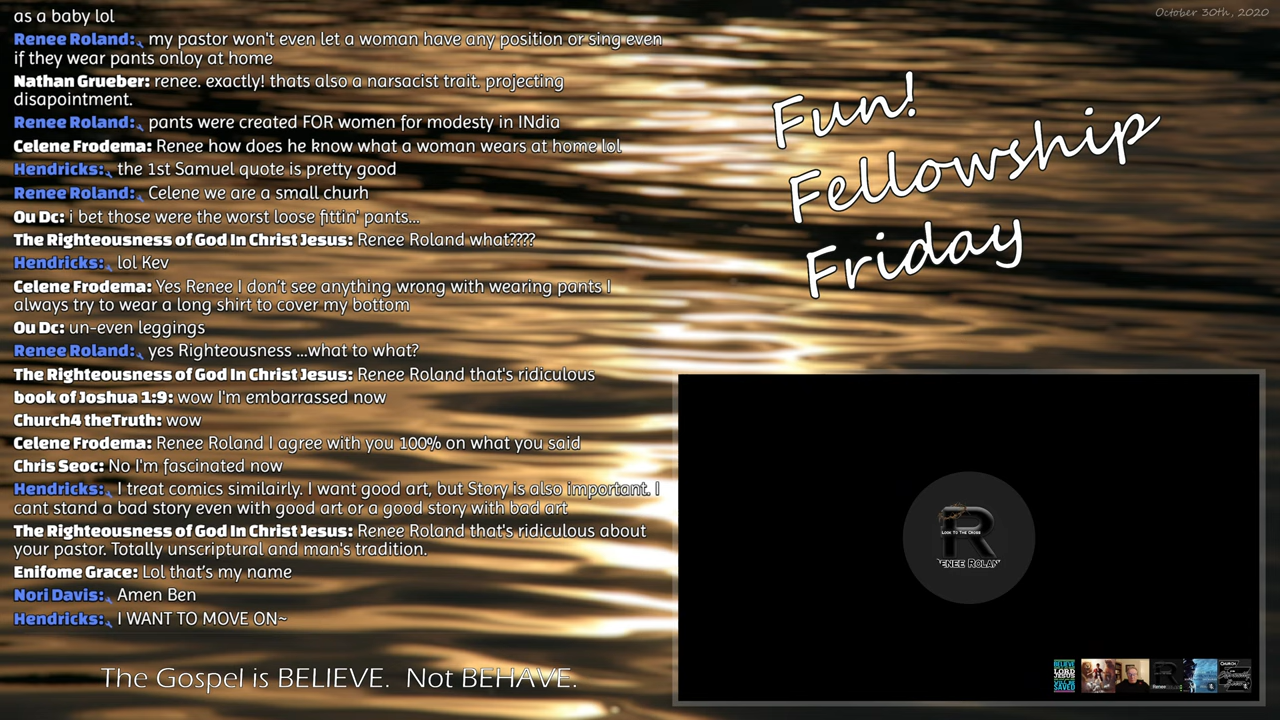 as a baby lol
October 30th, 2020
Renee Roland: my pastor won't even let a woman have any position or sing even
if they wear pants onloy at home
Nathan Grueber: renee. exactly! thats also a narsacist trait. projecting
disapointment.
Renee Roland: pants were created FOR women for modesty in INdia
Celene Frodema: Renee how does he know what a woman wears at home lol
Hendricks: the 1st Samuel quote is pretty good
Renee Roland: Celene we are a small churh
Ou Dc: i bet those were the worst loose fittin' pants...
The Righteousness of God In Christ Jesus: Renee Roland what????
Hendricks: lol Kev
Celene Frodema: Yes Renee I don't see anything wrong with wearing pants I
always try to wear a long shirt to cover my bottom
Ou Dc: un-even leggings
Renee Roland: yes Righteousness ...what to what?
The Righteousness of God In Christ Jesus: Renee Roland that's ridiculous
book of Joshua 1:9: wow I'm embarrassed now
Church4 theTruth: wow
Celene Frodema: Renee Roland I agree with you 100% on what you said
Chris Seoc: No I'm fascinated now
Hendricks: I treat comics similairly. I want good art, but Story is also important. I
cant stand a bad story even with good art or a good story with bad art
The Righteousness of God In Christ Jesus: Renee Roland that's ridiculous about
your pastor. Totally unscriptural and man's tradition.
Enifome Grace: Lol that's my name
Nori Davis: Amen Ben
Hendricks: I WANT TO MOVE ON~
The Gospel is BELIEVE. Not BEHAVE.
Fun!
Fellowship
Friday
R
LOOK TO THE CROSS
RENEE ROLAN
BELIEVE
LORD
JESUS
SAVED
Renee
CHURCH